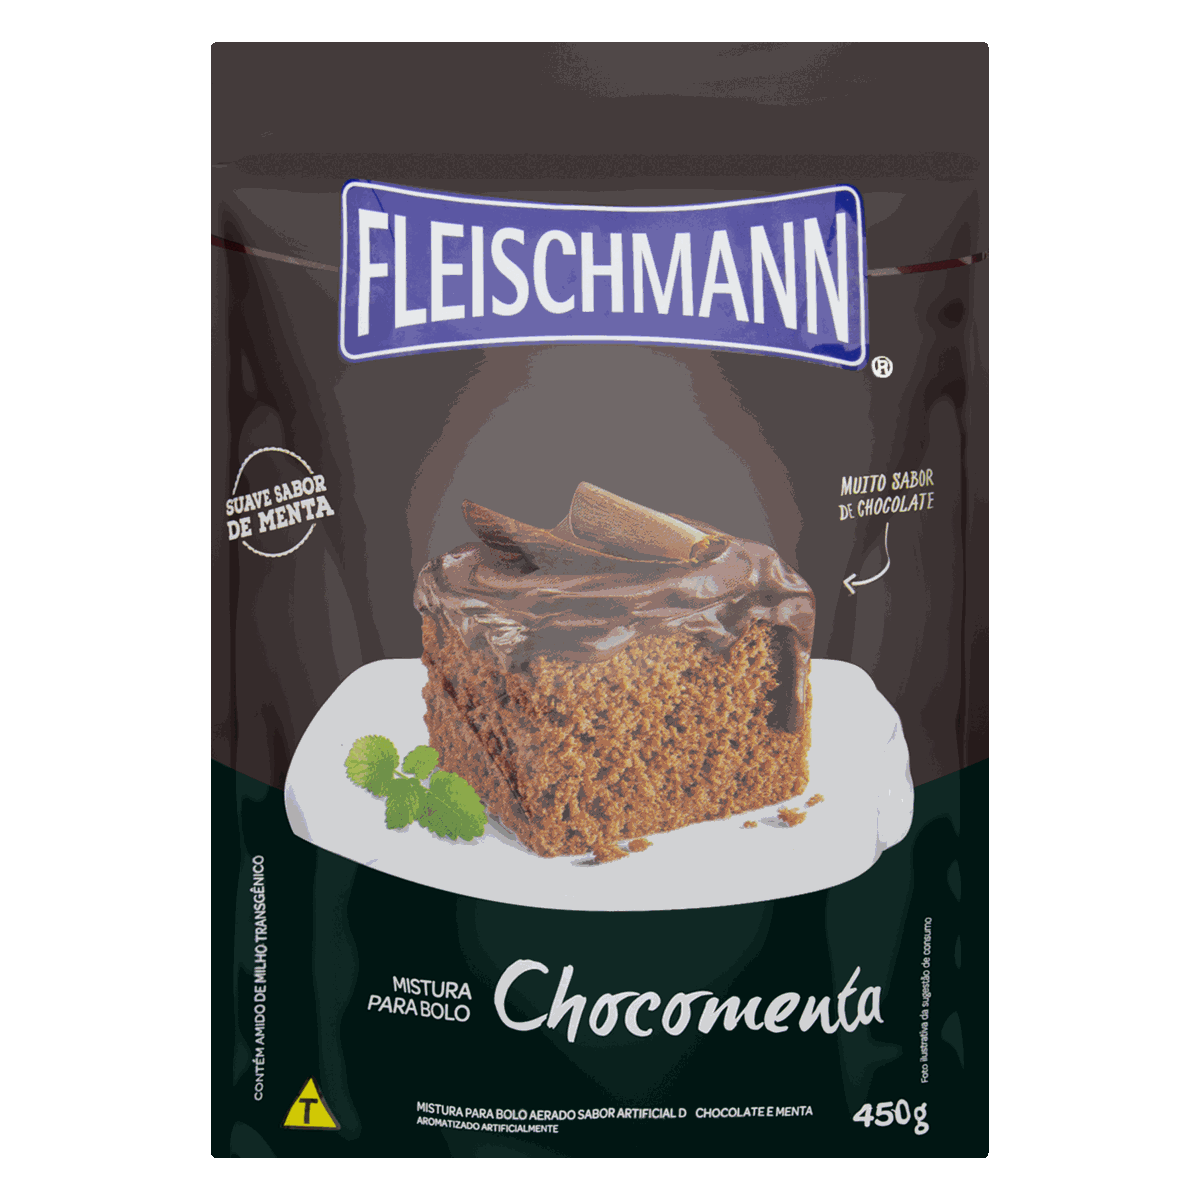 FLEISCHMANN
®
SUAVE SABOR
DE MENTA
MUITO SABOR
DE CHOCOLATE
MISTURA
PARA BOLO
Chocomenta
CONTÉM AMIDO DE MILHO TRANSGÊNICO
T
MISTURA PARA BOLO AERADO SABOR ARTIFICIAL D CHOCOLATE E MENTA
AROMATIZADO ARTIFICIALMENTE
450g
Foto ilustrativa da sugestão de consumo